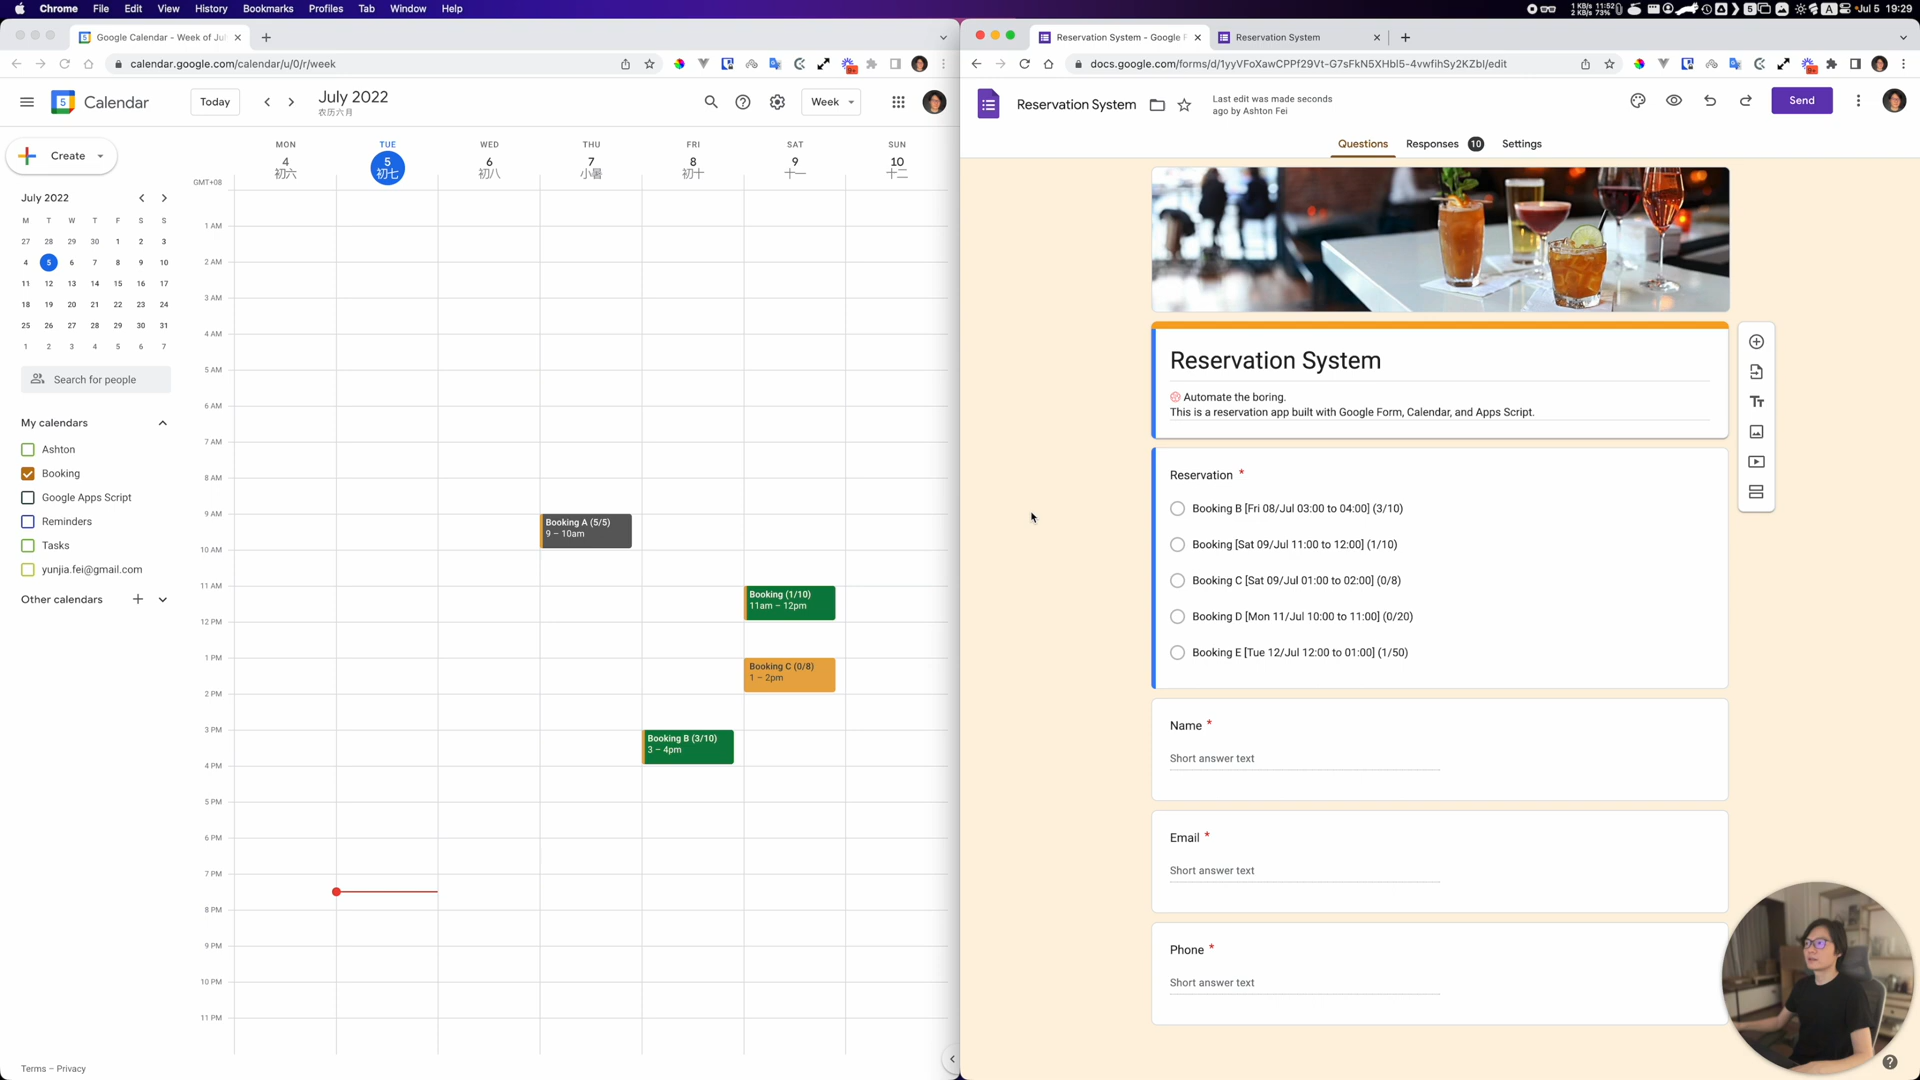 Chrome File Edit View History Bookmarks Profiles Tab Window Help
1 KB/s 2 KB/s 11:52 73% 5 A Jul 5 19:29
Google Calendar - Week of Jul
calendar.google.com/calendar/u/0/r/week
Calendar Today July 2022 Week
农历六月
Create
July 2022
M T W T F S S
27 28 29 30 1 2 3
4 5 6 7 8 9 10
11 12 13 14 15 16 17
18 19 20 21 22 23 24
25 26 27 28 29 30 31
1 2 3 4 5 6 7
Search for people
My calendars
Ashton
Booking
Google Apps Script
Reminders
Tasks
yunjia.fei@gmail.com
Other calendars
Terms – Privacy
MON TUE WED THU FRI SAT SUN
4 5 6 7 8 9 10
初六 初七 初八 小暑 初十 十一 十二
GMT+08
1 AM
2 AM
3 AM
4 AM
5 AM
6 AM
7 AM
8 AM
9 AM
10 AM
11 AM
12 PM
1 PM
2 PM
3 PM
4 PM
5 PM
6 PM
7 PM
8 PM
9 PM
10 PM
11 PM
Booking A (5/5)
9 – 10am
Booking (1/10)
11am – 12pm
Booking C (0/8)
1 – 2pm
Booking B (3/10)
3 – 4pm
Reservation System - Google F
Reservation System
docs.google.com/forms/d/1yyVFoXawCPPf29Vt-G7sFkN5XHbl5-4vwfihSy2KZbI/edit
Reservation System
Last edit was made seconds
ago by Ashton Fei
Send
Questions Responses 10 Settings
Reservation System
Automate the boring.
This is a reservation app built with Google Form, Calendar, and Apps Script.
Reservation *
Booking B [Fri 08/Jul 03:00 to 04:00] (3/10)
Booking [Sat 09/Jul 11:00 to 12:00] (1/10)
Booking C [Sat 09/Jul 01:00 to 02:00] (0/8)
Booking D [Mon 11/Jul 10:00 to 11:00] (0/20)
Booking E [Tue 12/Jul 12:00 to 01:00] (1/50)
Name *
Short answer text
Email *
Short answer text
Phone *
Short answer text